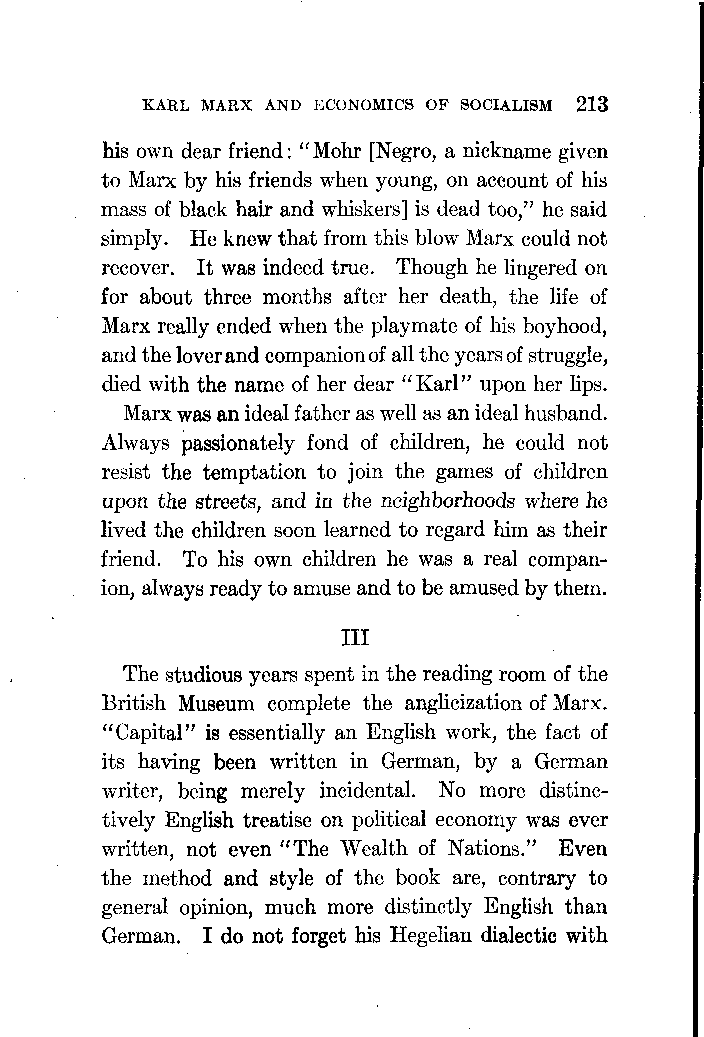 KARL MARX AND ECONOMICS OF SOCIALISM 213
his own dear friend: "Mohr [Negro, a nickname given
to Marx by his friends when young, on account of his
mass of black hair and whiskers] is dead too," he said
simply. He knew that from this blow Marx could not
recover. It was indeed true. Though he lingered on
for about three months after her death, the life of
Marx really ended when the playmate of his boyhood,
and the lover and companion of all the years of struggle,
died with the name of her dear "Karl" upon her lips.
Marx was an ideal father as well as an ideal husband.
Always passionately fond of children, he could not
resist the temptation to join the games of children
upon the streets, and in the neighborhoods where he
lived the children soon learned to regard him as their
friend. To his own children he was a real compan-
ion, always ready to amuse and to be amused by them.
III
The studious years spent in the reading room of the
British Museum complete the anglicization of Marx.
"Capital" is essentially an English work, the fact of
its having been written in German, by a German
writer, being merely incidental. No more distinc-
tively English treatise on political economy was ever
written, not even "The Wealth of Nations." Even
the method and style of the book are, contrary to
general opinion, much more distinctly English than
German. I do not forget his Hegelian dialectic with